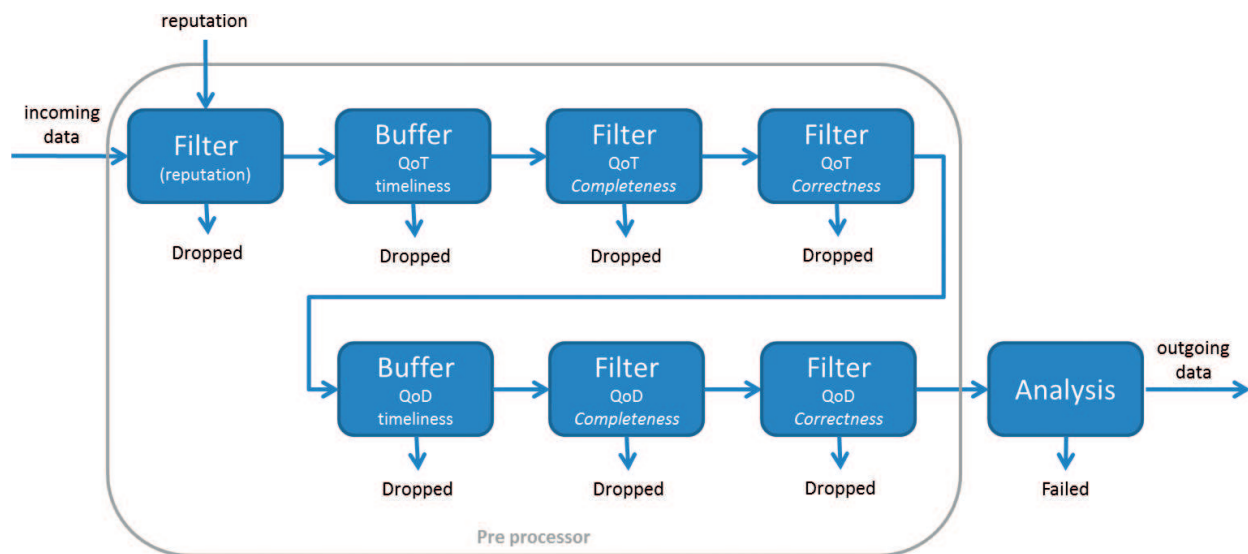 reputation
incoming
data
Filter
(reputation)
Buffer
QoT
timeliness
Filter
QoT
Completeness
Filter
QoT
Correctness
Dropped
Dropped
Dropped
Dropped
Buffer
QoD
timeliness
Filter
QoD
Completeness
Filter
QoD
Correctness
Analysis
outgoing
data
Dropped
Dropped
Dropped
Failed
Pre processor